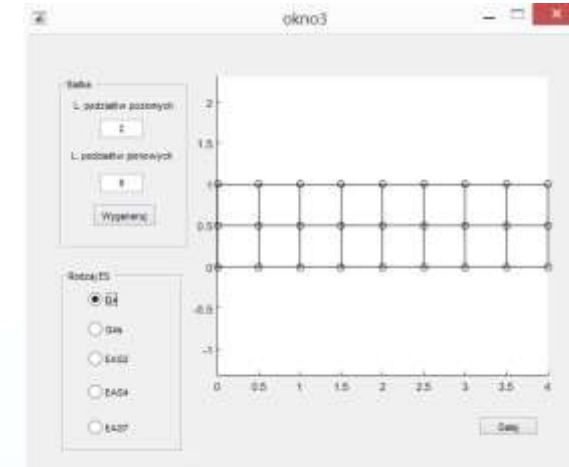 okno3
Siatka
L. podziałów poziomych
2
L. podziałów pionowych
8
Wygeneruj
Rodzaj ES
Q4
EAS2
EAS4
EAS7
2
1.5
1
0.5
0
-0.5
-1
0 0.5 1 1.5 2 2.5 3 3.5 4
Dalej